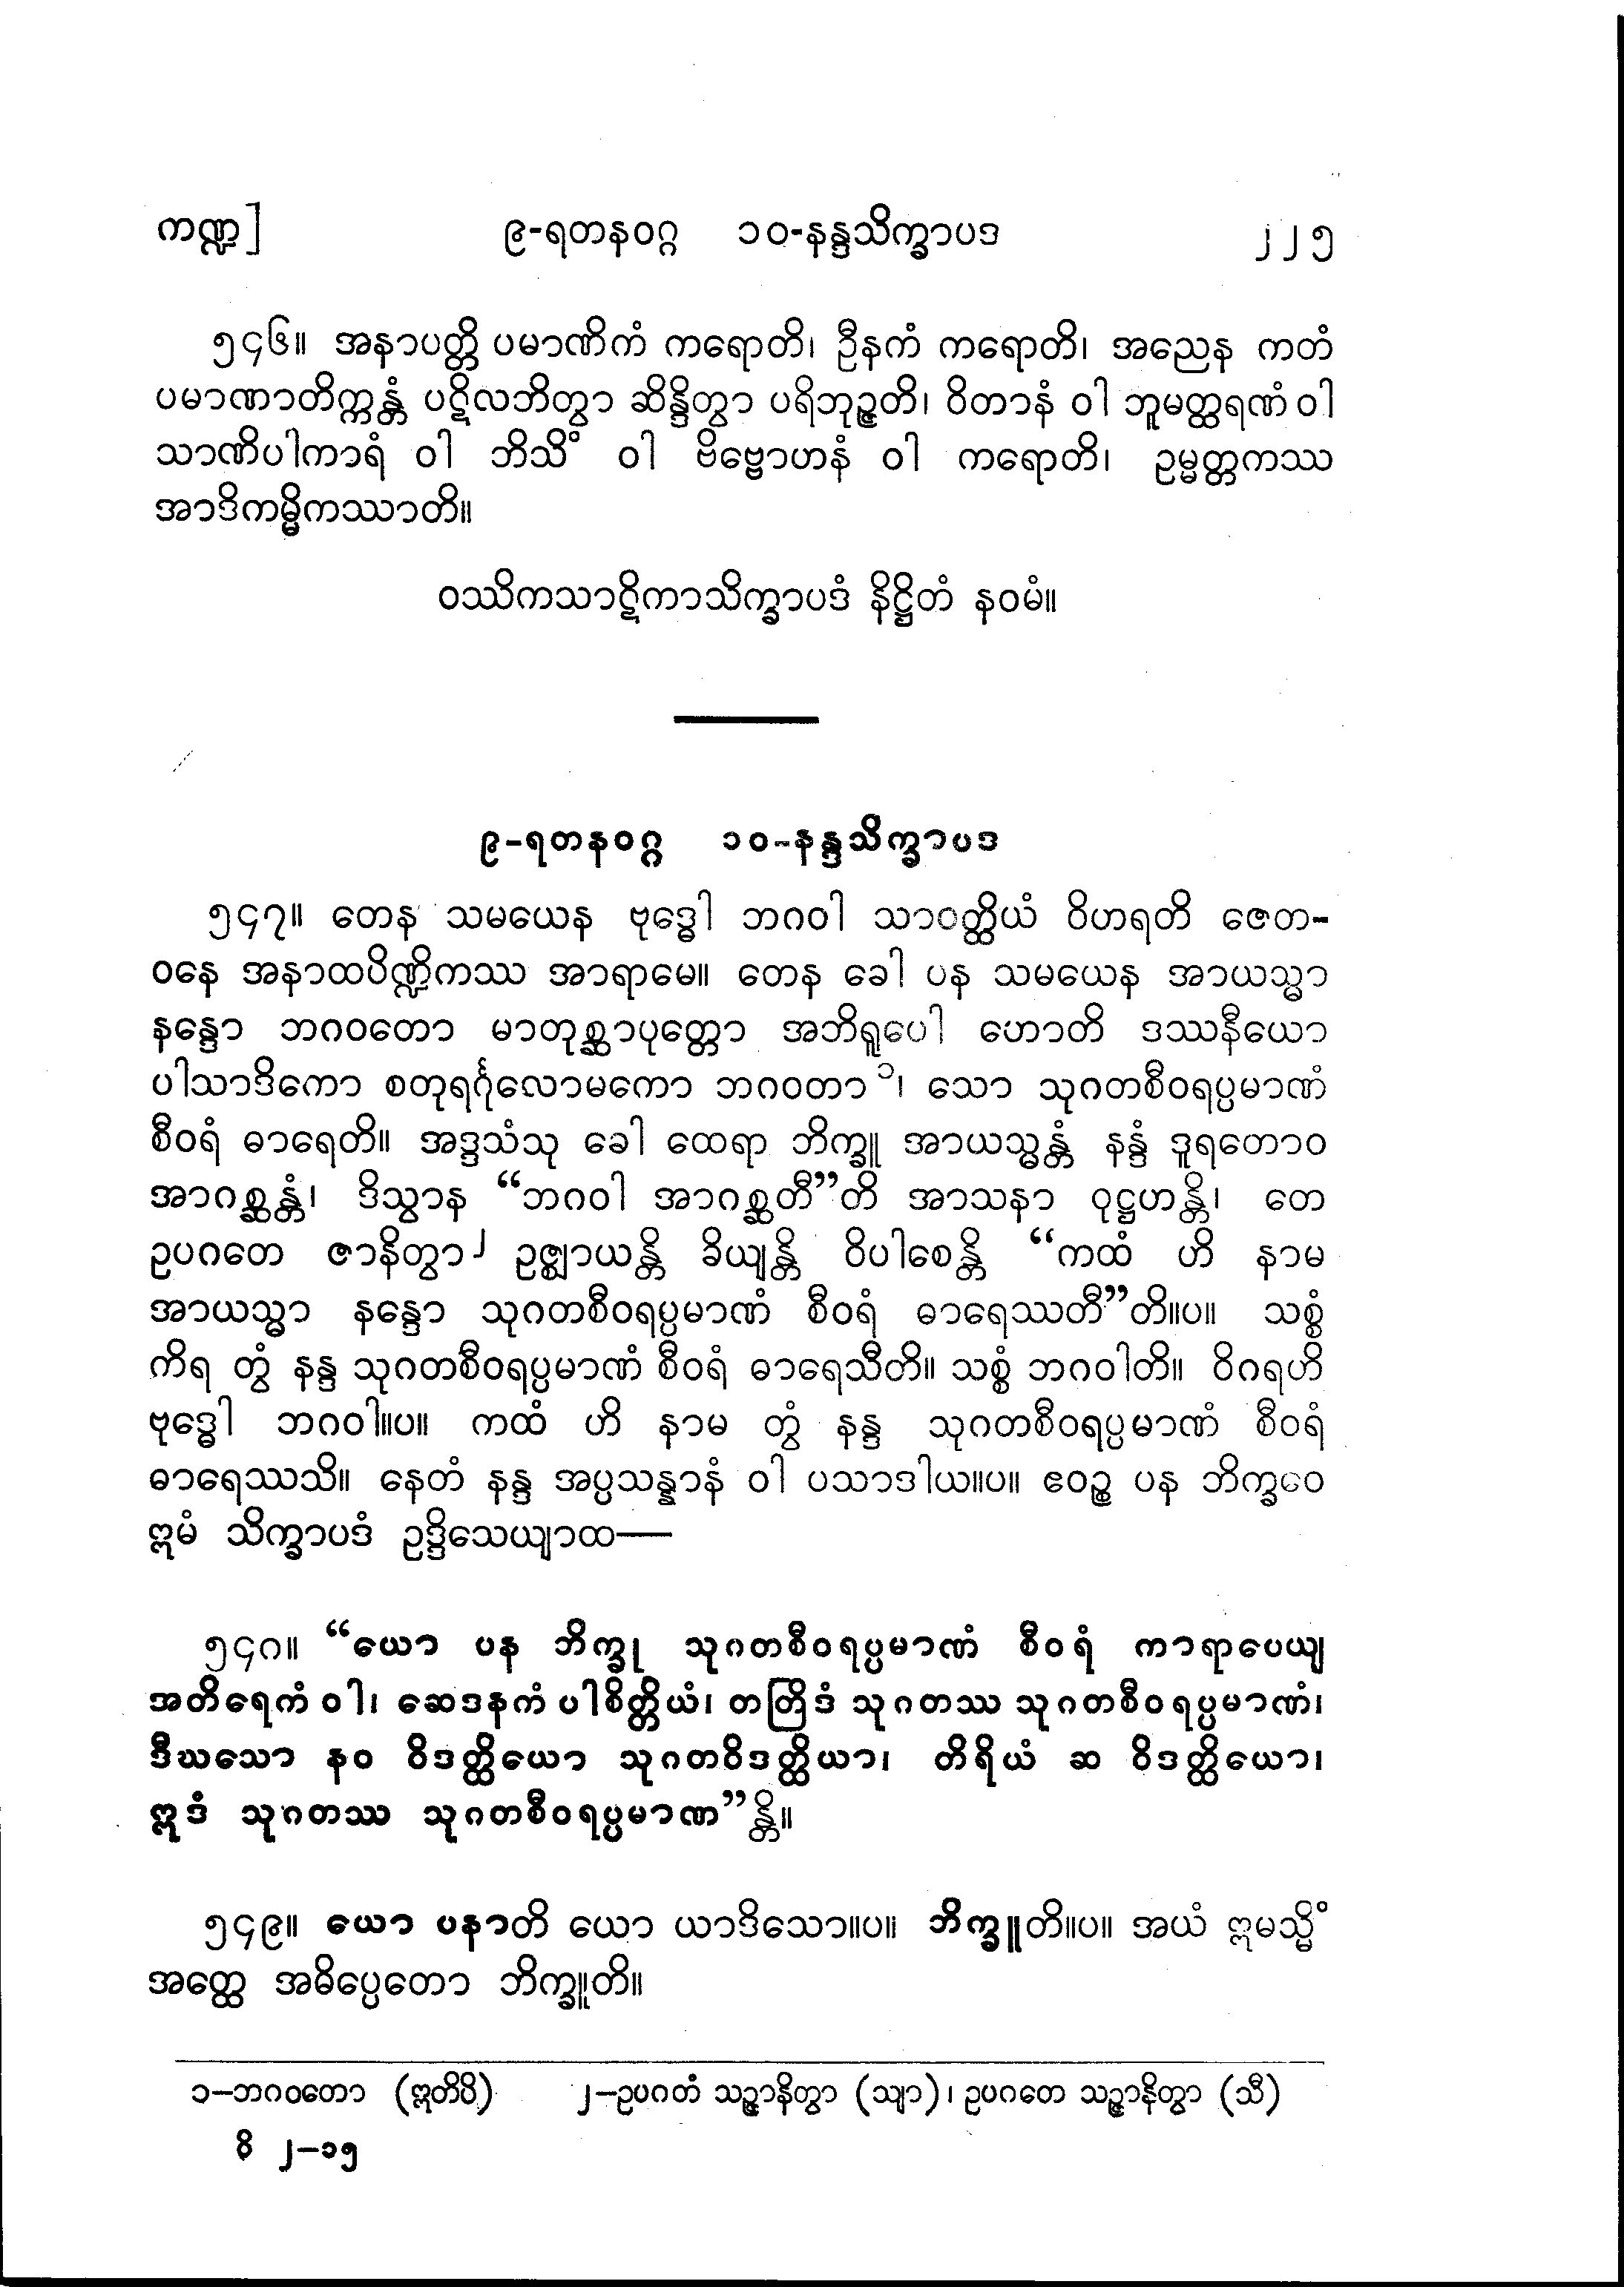 ကဏ္ဍ] ၉-ရတနဝဂ္ဂ ၁၀-နန္ဒသိက္ခာပဒ ၂၂၅
၅၄၆။ အနာပတ္တိ ပမာဏိကံ ကရောတိ၊ ဦနကံ ကရောတိ၊ အညေန ကတံ
ပမာဏာတိက္ကန္တံ ပဋိလဘိတွာ ဆိန္ဒိတွာ ပရိဘုဉ္ဇတိ၊ ဝိတာနံ ဝါ ဘူမတ္ထရဏံ ဝါ
သာဏိပါကာရံ ဝါ ဘိသိံ ဝါ ဗိဗ္ဗောဟနံ ဝါ ကရောတိ၊ ဥမ္မတ္တကဿ
အာဒိကမ္မိကဿာတိ။
ဝဿိကသာဋိကာသိက္ခာပဒံ နိဋ္ဌိတံ နဝမံ။
၉-ရတနဝဂ္ဂ ၁၀-နန္ဒသိက္ခာပဒ
၅၄၇။ တေန သမယေန ဗုဒ္ဓေါ ဘဂဝါ သာဝတ္ထိယံ ဝိဟရတိ ဇေတ-
ဝနေ အနာထပိဏ္ဍိကဿ အာရာမေ။ တေန ခေါ ပန သမယေန အာယသ္မာ
နန္ဒော ဘဂဝတော မာတုစ္ဆာပုတ္တော အဘိရူပေါ ဟောတိ ဒဿနီယော
ပါသာဒိကော စတုရင်္ဂုလောမကော ဘဂဝတာ ၁၊ သော သုဂတစီဝရပ္ပမာဏံ
စီဝရံ ဓာရေတိ။ အဒ္ဒသံသု ခေါ ထေရာ ဘိက္ခူ အာယသ္မန္တံ နန္ဒံ ဒူရတောဝ
အာဂစ္ဆန္တံ၊ ဒိသွာန “ဘဂဝါ အာဂစ္ဆတီ”တိ အာသနာ ဝုဋ္ဌဟန္တိ၊ တေ
ဥပဂတေ ဇာနိတွာ၂ ဥဇ္ဈာယန္တိ ခိယျန္တိ ဝိပါစေန္တိ “ကထံ ဟိ နာမ
အာယသ္မာ နန္ဒော သုဂတစီဝရပ္ပမာဏံ စီဝရံ ဓာရေဿတီ”တိ။ပ။ သစ္စံ
ကိရ တွံ နန္ဒ သုဂတစီဝရပ္ပမာဏံ စီဝရံ ဓာရေသီတိ။ သစ္စံ ဘဂဝါတိ။ ဝိဂရဟိ
ဗုဒ္ဓေါ ဘဂဝါ။ပ။ ကထံ ဟိ နာမ တွံ နန္ဒ သုဂတစီဝရပ္ပမာဏံ စီဝရံ
ဓာရေဿသိ။ နေတံ နန္ဒ အပ္ပသန္နာနံ ဝါ ပသာဒါယ။ပ။ ဧဝဉ္စ ပန ဘိက္ခဝေ
ဣမံ သိက္ခာပဒံ ဥဒ္ဒိသေယျာထ—
၅၄၈။ “ယော ပန ဘိက္ခု သုဂတစီဝရပ္ပမာဏံ စီဝရံ ကာရာပေယျ
အတိရေကံ ဝါ၊ ဆေဒနကံ ပါစိတ္တိယံ၊ တတြိဒံ သုဂတဿ သုဂတစီဝရပ္ပမာဏံ၊
ဒီဃသော နဝ ဝိဒတ္ထိယော သုဂတဝိဒတ္ထိယာ၊ တိရိယံ ဆ ဝိဒတ္ထိယော၊
ဣဒံ သုဂတဿ သုဂတစီဝရပ္ပမာဏ”န္တိ။
၅၄၉။ ယော ပနာတိ ယော ယာဒိသော။ပ။ ဘိက္ခူတိ။ပ။ အယံ ဣမသ္မိံ
အတ္ထေ အဓိပ္ပေတော ဘိက္ခူတိ။
၁—ဘဂဝတော (ဣတိပိ) ၂—ဥပဂတံ သဉ္ဇာနိတွာ (သျာ)၊ ဥပဂတေ သဉ္ဇာနိတွာ (သီ)
ဝိ ၂—၁၅